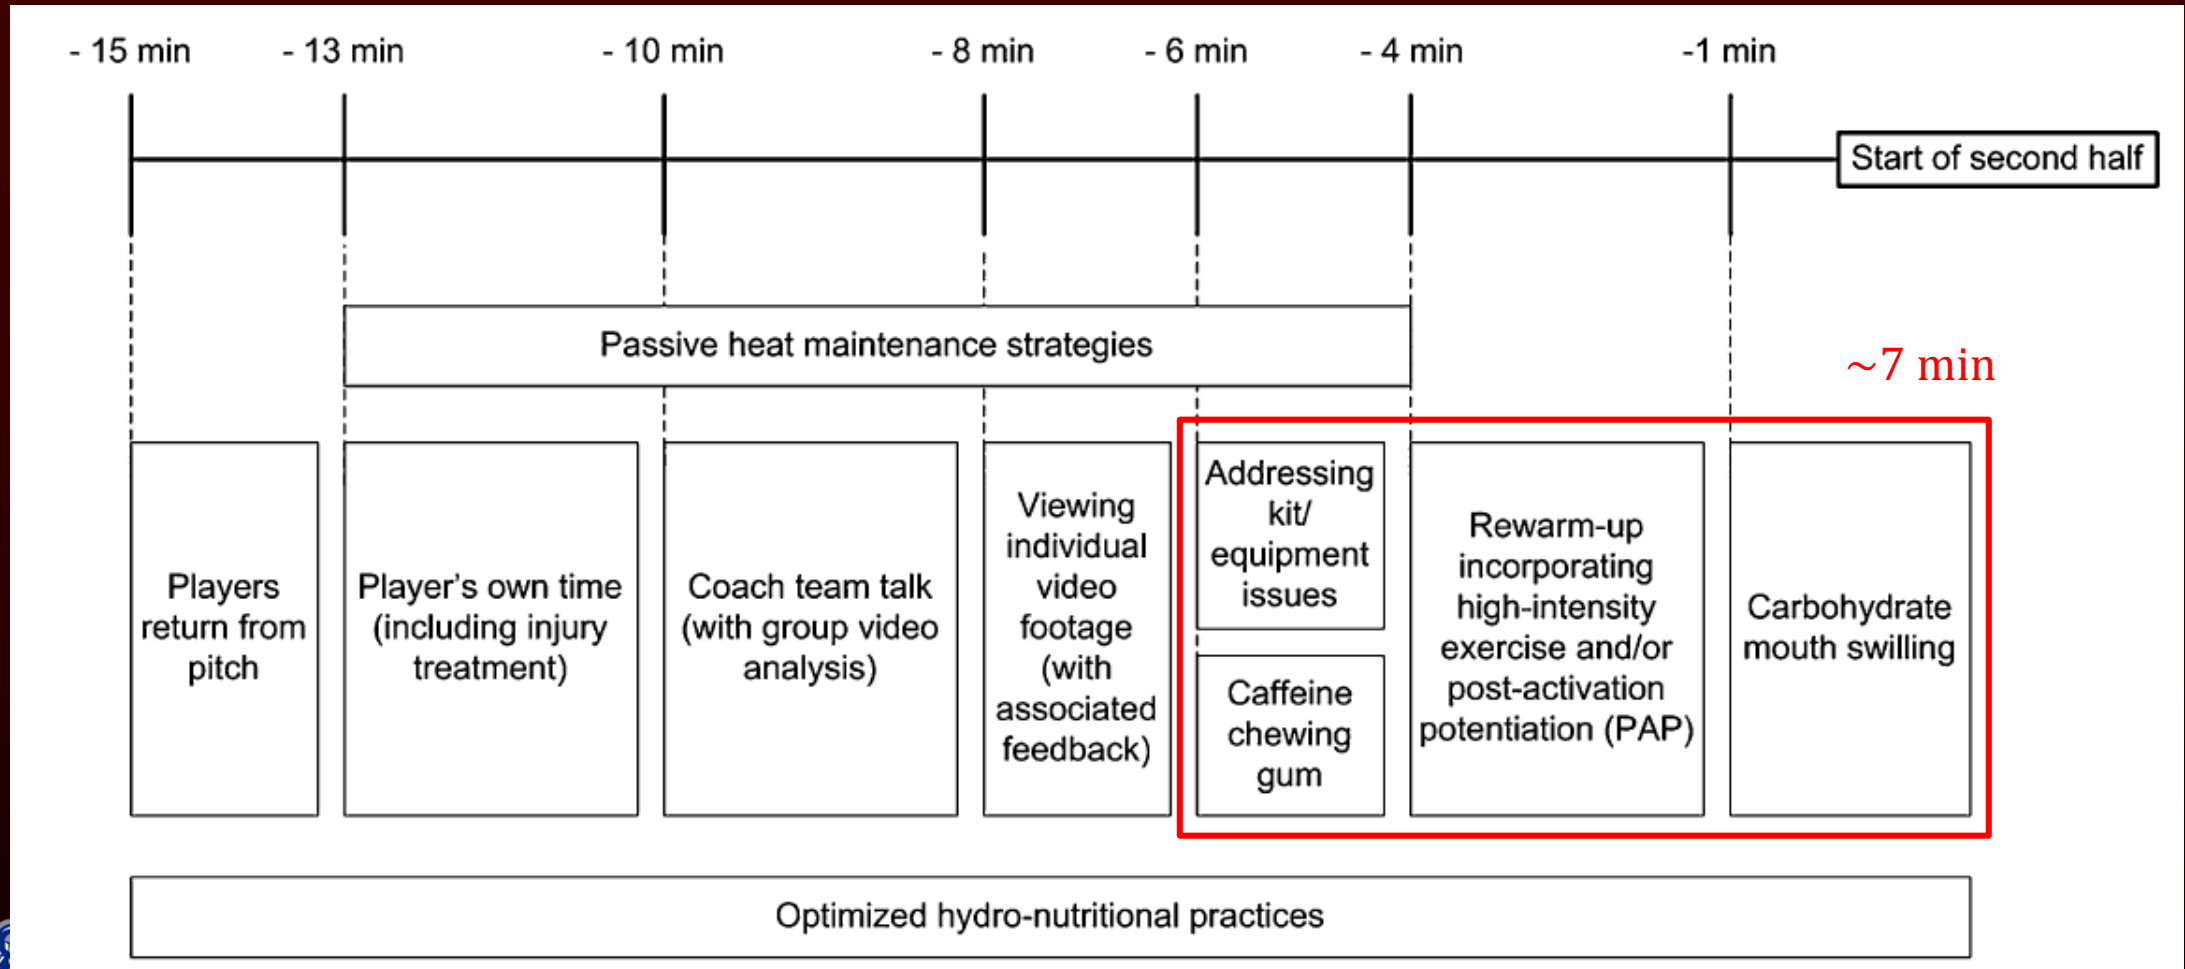 - 15 min
- 13 min
- 10 min
- 8 min
- 6 min
- 4 min
-1 min
Start of second half
Passive heat maintenance strategies
~7 min
Players
return from
pitch
Player's own time
(including injury
treatment)
Coach team talk
(with group video
analysis)
Viewing
individual
video
footage
(with
associated
feedback)
Addressing
kit/
equipment
issues
Caffeine
chewing
gum
Rewarm-up
incorporating
high-intensity
exercise and/or
post-activation
potentiation (PAP)
Carbohydrate
mouth swilling
Optimized hydro-nutritional practices